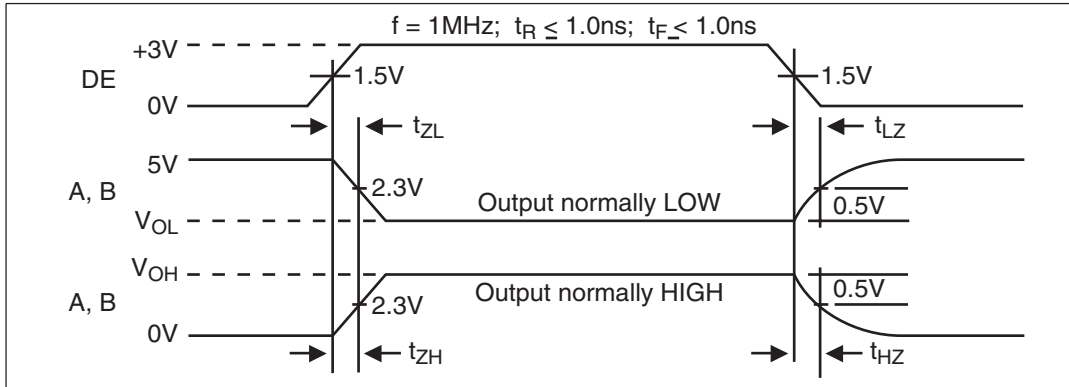 f = 1MHz; tR ≤ 1.0ns; tF ≤ 1.0ns
+3V
DE
1.5V
1.5V
0V
tZL
tLZ
5V
A, B
2.3V
Output normally LOW
0.5V
VOL
VOH
A, B
2.3V
Output normally HIGH
0.5V
0V
tZH
tHZ